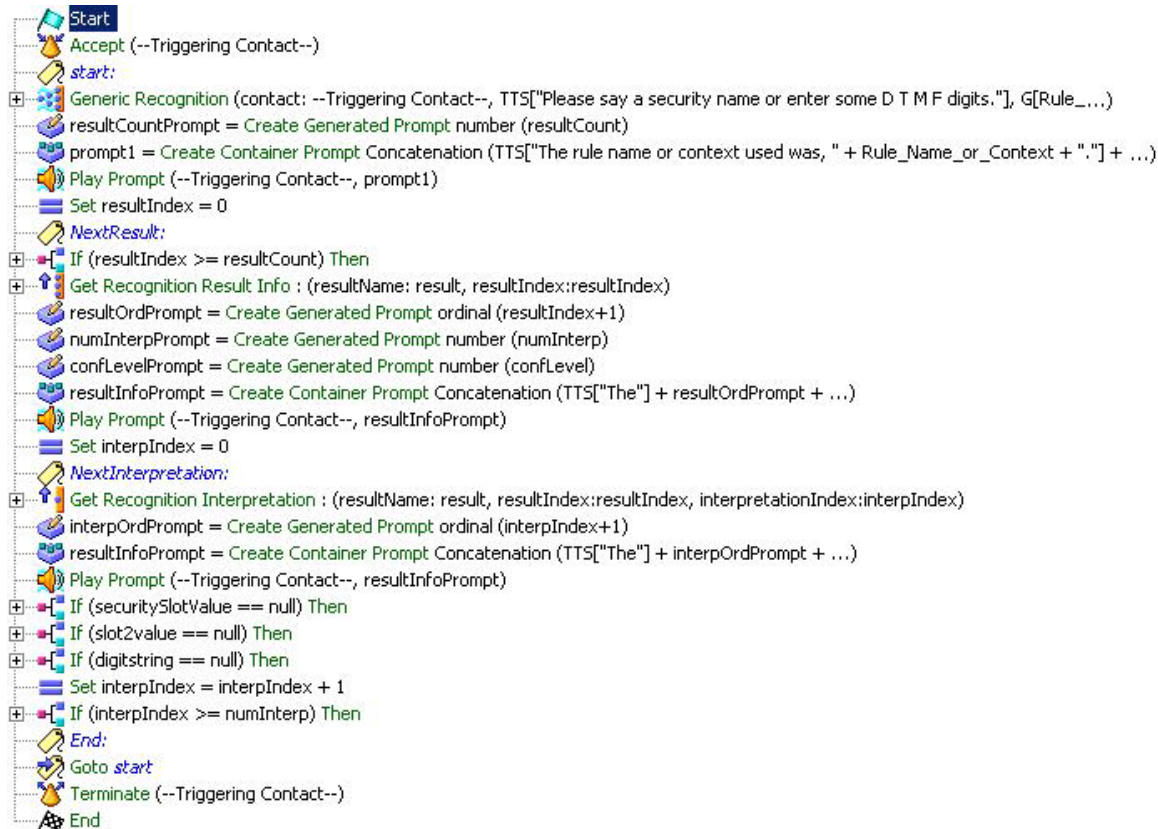 Start
Accept (--Triggering Contact--)
start:
Generic Recognition (contact: --Triggering Contact--, TTS["Please say a security name or enter some D T M F digits."], G[Rule_...)
resultCountPrompt = Create Generated Prompt number (resultCount)
prompt1 = Create Container Prompt Concatenation (TTS["The rule name or context used was, " + Rule_Name_or_Context + "."] + ...)
Play Prompt (--Triggering Contact--, prompt1)
Set resultIndex = 0
NextResult:
If (resultIndex >= resultCount) Then
Get Recognition Result Info : (resultName: result, resultIndex:resultIndex)
resultOrdPrompt = Create Generated Prompt ordinal (resultIndex+1)
numInterpPrompt = Create Generated Prompt number (numInterp)
confLevelPrompt = Create Generated Prompt number (confLevel)
resultInfoPrompt = Create Container Prompt Concatenation (TTS["The"] + resultOrdPrompt + ...)
Play Prompt (--Triggering Contact--, resultInfoPrompt)
Set interpIndex = 0
NextInterpretation:
Get Recognition Interpretation : (resultName: result, resultIndex:resultIndex, interpretationIndex:interpIndex)
interpOrdPrompt = Create Generated Prompt ordinal (interpIndex+1)
resultInfoPrompt = Create Container Prompt Concatenation (TTS["The"] + interpOrdPrompt + ...)
Play Prompt (--Triggering Contact--, resultInfoPrompt)
If (securitySlotValue == null) Then
If (slot2value == null) Then
If (digitstring == null) Then
Set interpIndex = interpIndex + 1
If (interpIndex >= numInterp) Then
End:
Goto start
Terminate (--Triggering Contact--)
End